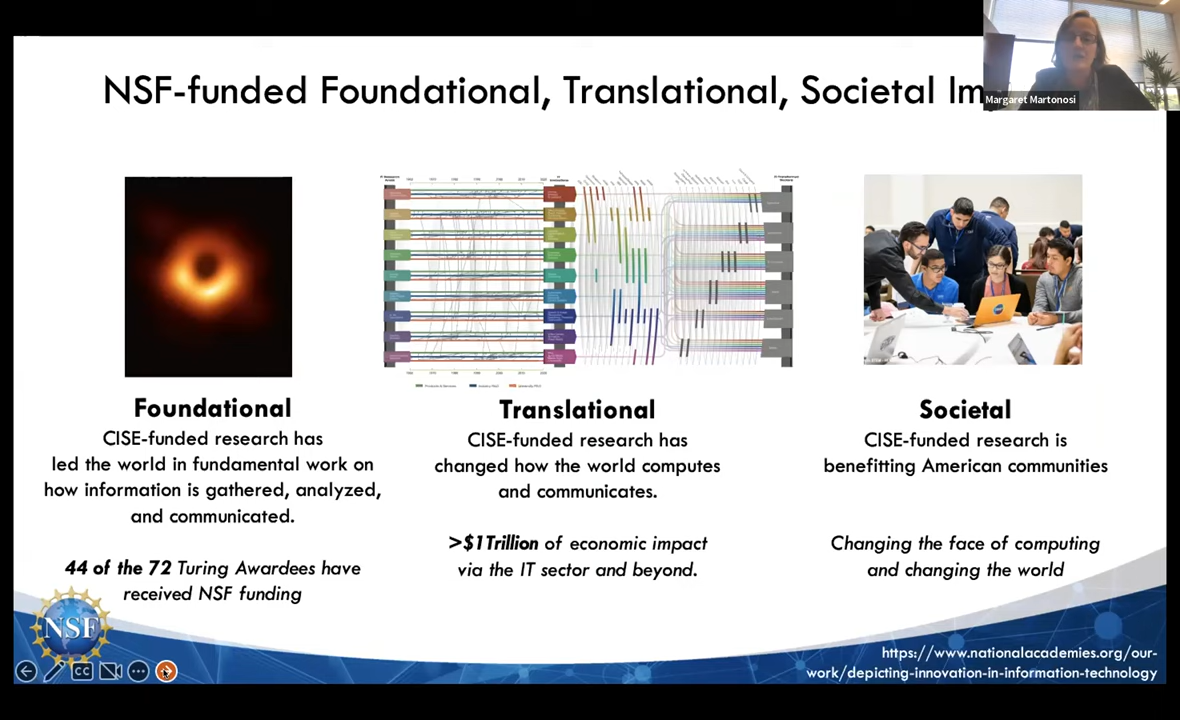 NSF-funded Foundational, Translational, Societal Im
Margaret Martonosi
Foundational
CISE-funded research has
led the world in fundamental work on
how information is gathered, analyzed,
and communicated.
44 of the 72 Turing Awardees have
received NSF funding
Translational
CISE-funded research has
changed how the world computes
and communicates.
>$1Trillion of economic impact
via the IT sector and beyond.
Societal
CISE-funded research is
benefitting American communities
Changing the face of computing
and changing the world
NSF
CC
https://www.nationalacademies.org/our-
work/depicting-innovation-in-information-technology